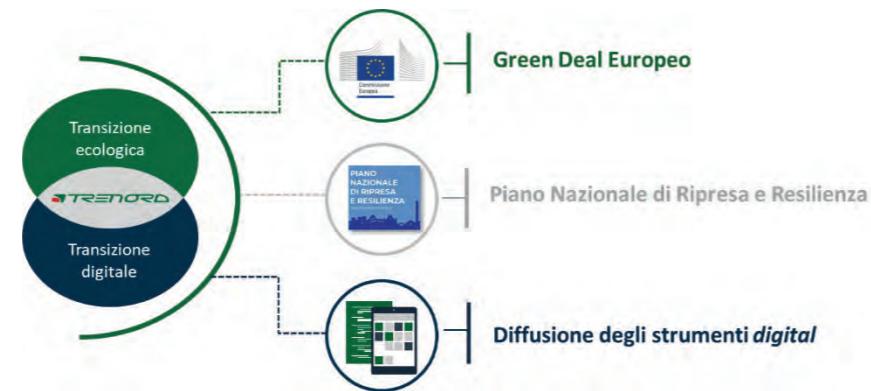 Transizione
ecologica
TRENORD
Transizione
digitale
Commissione
Europea
Green Deal Europeo
PIANO
NAZIONALE
DI RIPRESA
E RESILIENZA
Piano Nazionale di Ripresa e Resilienza
Diffusione degli strumenti digital